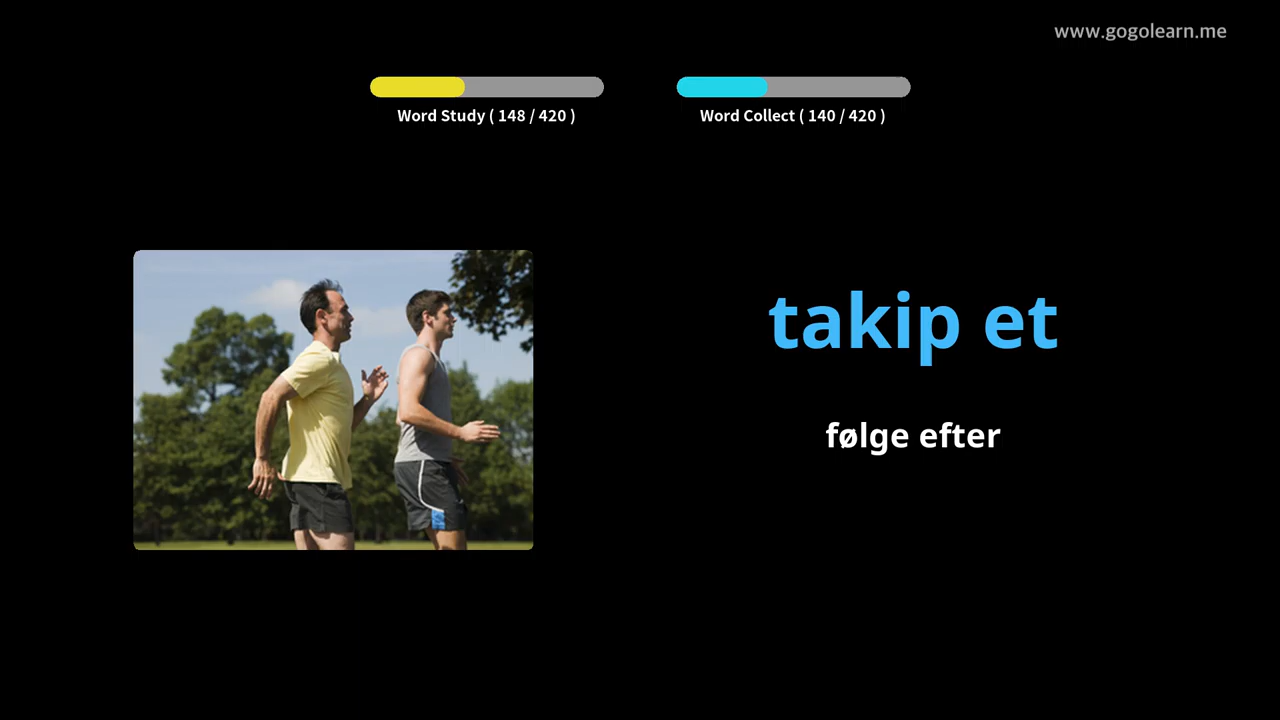 www.gogolearn.me
Word Study ( 148 / 420 )
Word Collect ( 140 / 420 )
takip et
følge efter